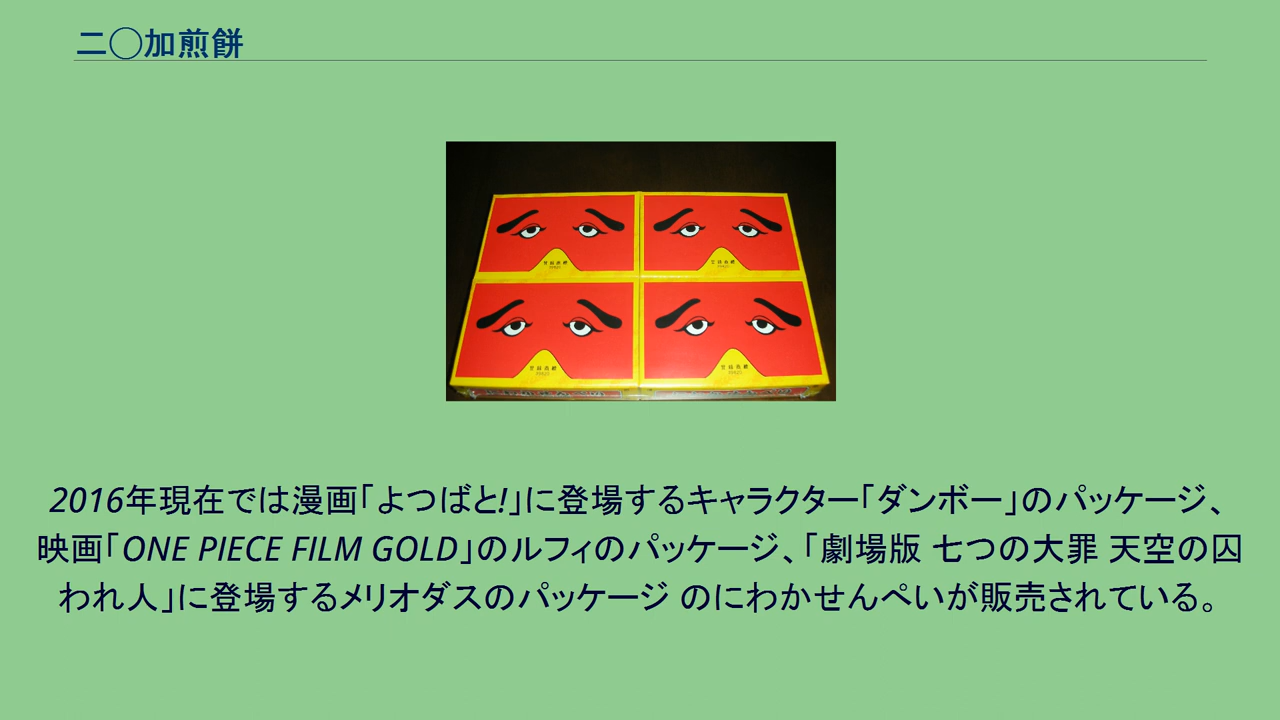 二◯加煎餅
2016年現在では漫画「よつばと!」に登場するキャラクター「ダンボー」のパッケージ、
映画「ONE PIECE FILM GOLD」のルフィのパッケージ、「劇場版 七つの大罪 天空の囚
われ人」に登場するメリオダスのパッケージ のにわかせんぺいが販売されている。